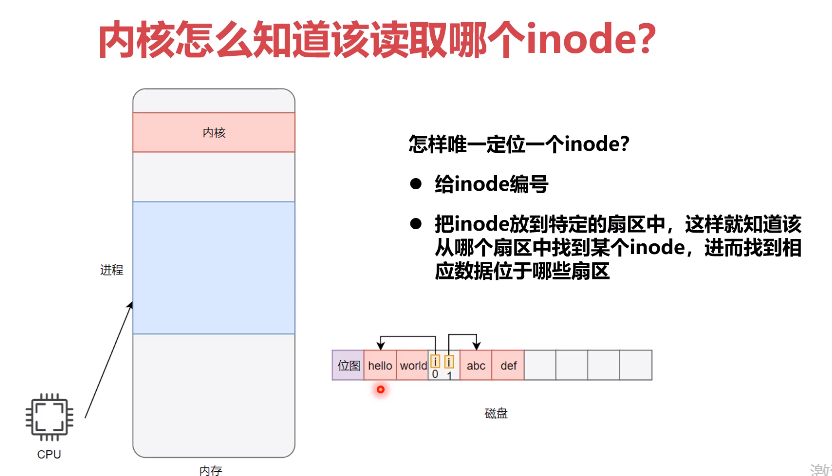 内核怎么知道该读取哪个inode？
内核
怎样唯一定位一个inode？
● 给inode编号
● 把inode放到特定的扇区中，这样就知道该
从哪个扇区中找到某个inode，进而找到相
应数据位于哪些扇区
进程
位图 hello world i i abc def
0 1
磁盘
CPU
内存
激